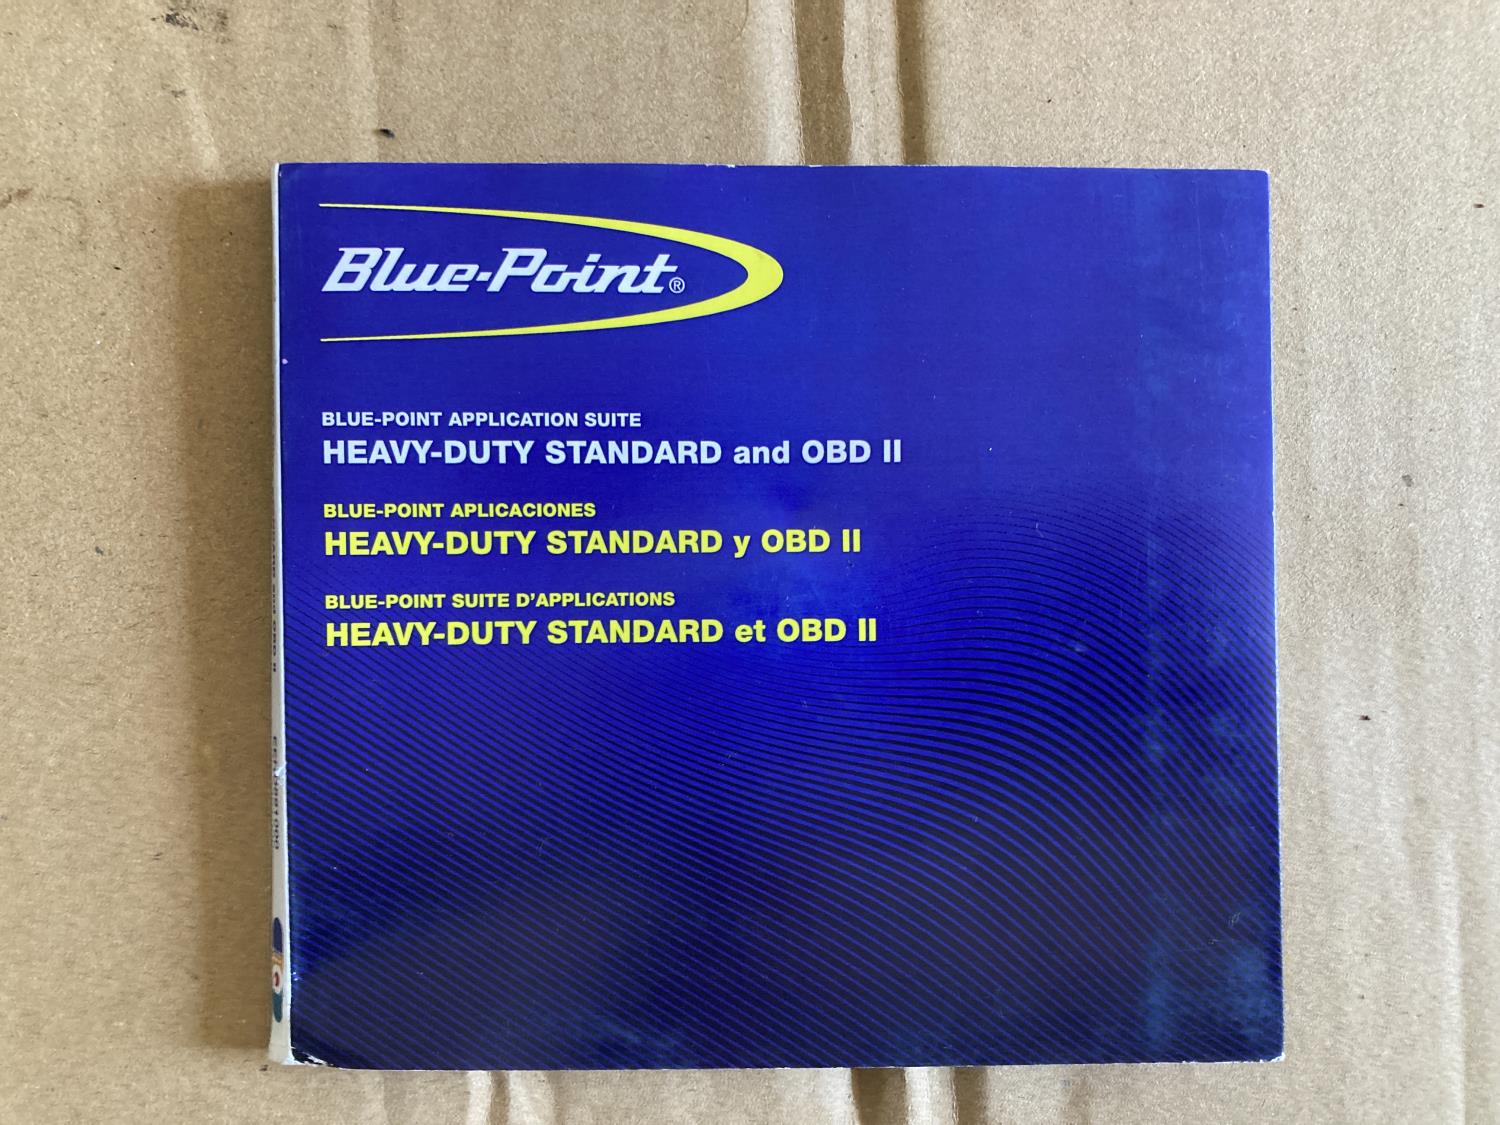 Blue-Point®
BLUE-POINT APPLICATION SUITE
HEAVY-DUTY STANDARD and OBD II
BLUE-POINT APLICACIONES
HEAVY-DUTY STANDARD y OBD II
BLUE-POINT SUITE D'APPLICATIONS
HEAVY-DUTY STANDARD et OBD II